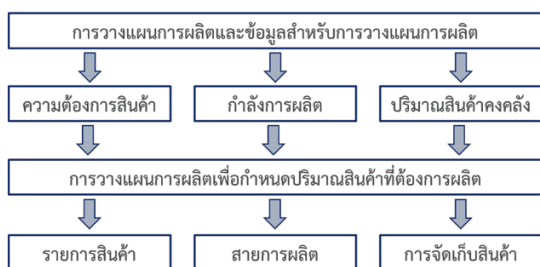 การวางแผนการผลิตและข้อมูลสำหรับการวางแผนการผลิต
ความต้องการสินค้า
กำลังการผลิต
ปริมาณสินค้าคงคลัง
การวางแผนการผลิตเพื่อกำหนดปริมาณสินค้าที่ต้องการผลิต
รายการสินค้า
สายการผลิต
การจัดเก็บสินค้า